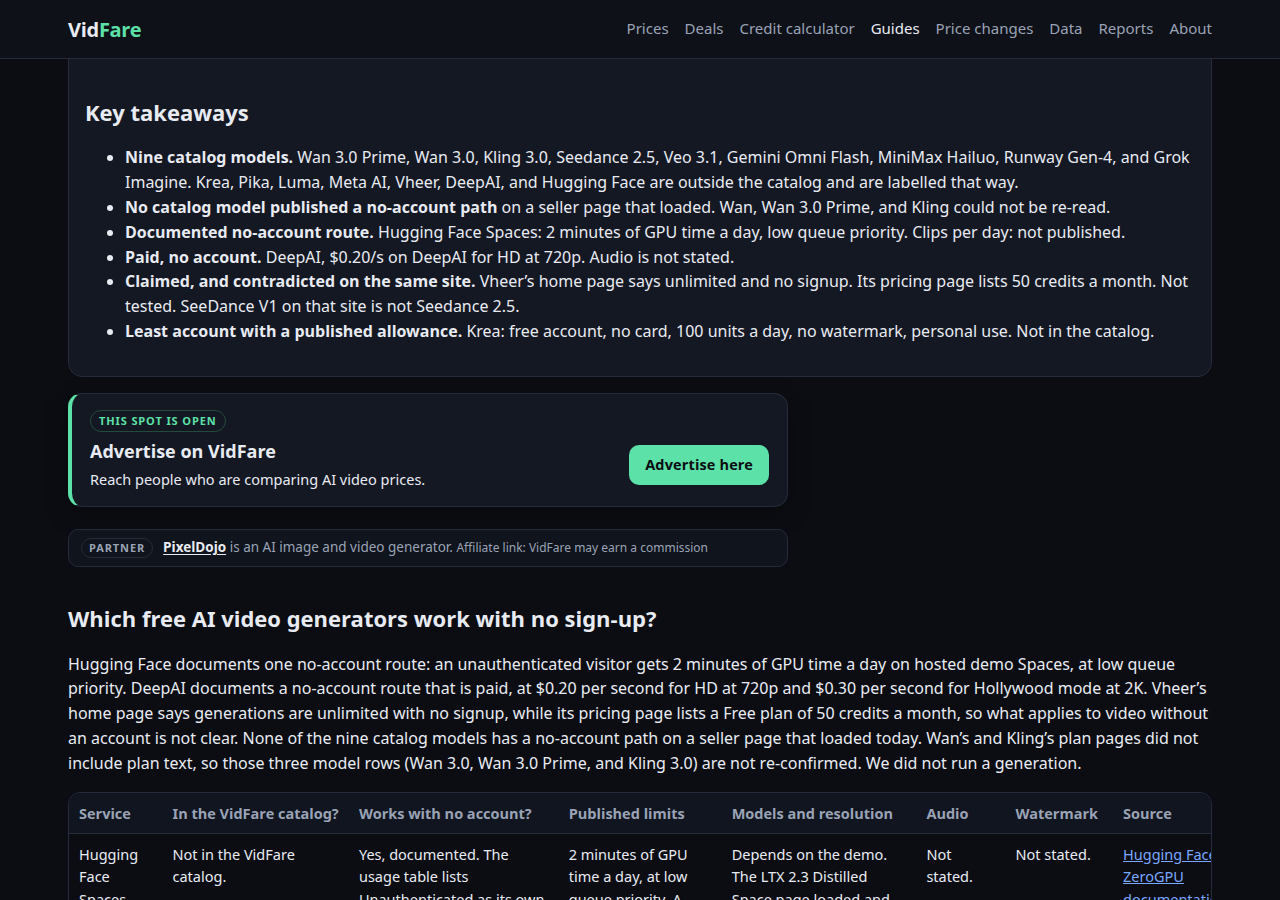 VidFare
Prices Deals Credit calculator Guides Price changes Data Reports About
Key takeaways
Nine catalog models. Wan 3.0 Prime, Wan 3.0, Kling 3.0, Seedance 2.5, Veo 3.1, Gemini Omni Flash, MiniMax Hailuo, Runway Gen-4, and Grok
Imagine. Krea, Pika, Luma, Meta AI, Vheer, DeepAI, and Hugging Face are outside the catalog and are labelled that way.
No catalog model published a no-account path on a seller page that loaded. Wan, Wan 3.0 Prime, and Kling could not be re-read.
Documented no-account route. Hugging Face Spaces: 2 minutes of GPU time a day, low queue priority. Clips per day: not published.
Paid, no account. DeepAI, $0.20/s on DeepAI for HD at 720p. Audio is not stated.
Claimed, and contradicted on the same site. Vheer’s home page says unlimited and no signup. Its pricing page lists 50 credits a month. Not
tested. SeeDance V1 on that site is not Seedance 2.5.
Least account with a published allowance. Krea: free account, no card, 100 units a day, no watermark, personal use. Not in the catalog.
THIS SPOT IS OPEN
Advertise on VidFare
Reach people who are comparing AI video prices.
Advertise here
PARTNER PixelDojo is an AI image and video generator. Affiliate link: VidFare may earn a commission
Which free AI video generators work with no sign-up?
Hugging Face documents one no-account route: an unauthenticated visitor gets 2 minutes of GPU time a day on hosted demo Spaces, at low queue
priority. DeepAI documents a no-account route that is paid, at $0.20 per second for HD at 720p and $0.30 per second for Hollywood mode at 2K. Vheer’s
home page says generations are unlimited with no signup, while its pricing page lists a Free plan of 50 credits a month, so what applies to video without
an account is not clear. None of the nine catalog models has a no-account path on a seller page that loaded today. Wan’s and Kling’s plan pages did not
include plan text, so those three model rows (Wan 3.0, Wan 3.0 Prime, and Kling 3.0) are not re-confirmed. We did not run a generation.
Service In the VidFare catalog? Works with no account? Published limits Models and resolution Audio Watermark Source
Hugging Not in the VidFare Yes, documented. The 2 minutes of GPU Depends on the demo. Not Not stated. Hugging Face
Face catalog. usage table lists time a day, at low The LTX 2.3 Distilled stated. ZeroGPU
Spaces Unauthenticated as its own queue priority. A Space page loaded and